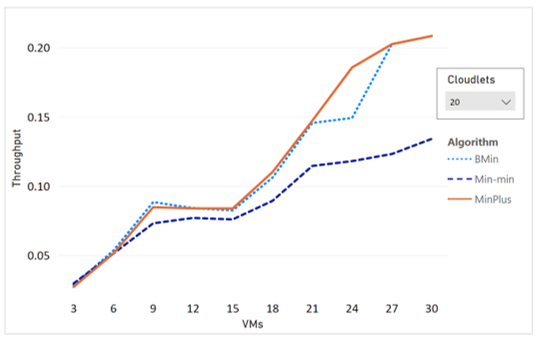 0.20
0.15
0.10
0.05
Throughput
3 6 9 12 15 18 21 24 27 30
VMs
Cloudlets
20
Algorithm
BMin
Min-min
MinPlus